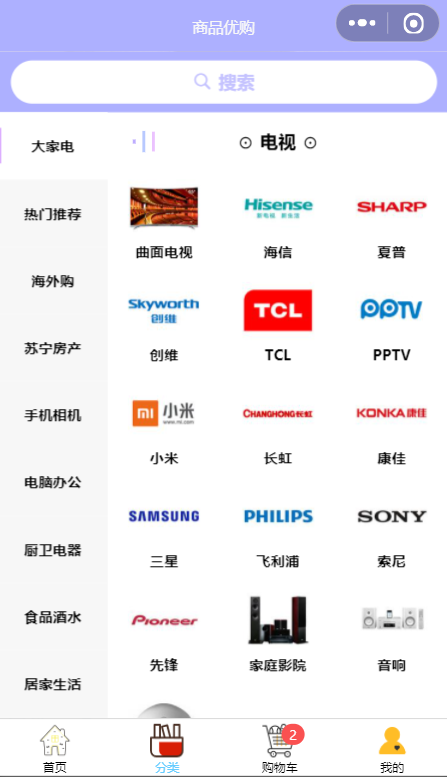 商品优购
搜索
大家电
热门推荐
海外购
苏宁房产
手机相机
电脑办公
厨卫电器
食品酒水
居家生活
电视
曲面电视
Hisense
海信
SHARP
夏普
Skyworth
创维
创维
TCL
TCL
PPTV
PPTV
mi 小米
www.mi.com
小米
CHANGHONG长虹
长虹
KONKA康佳
康佳
SAMSUNG
三星
PHILIPS
飞利浦
SONY
索尼
Pioneer
先锋
家庭影院
音响
首页
分类
2
购物车
我的